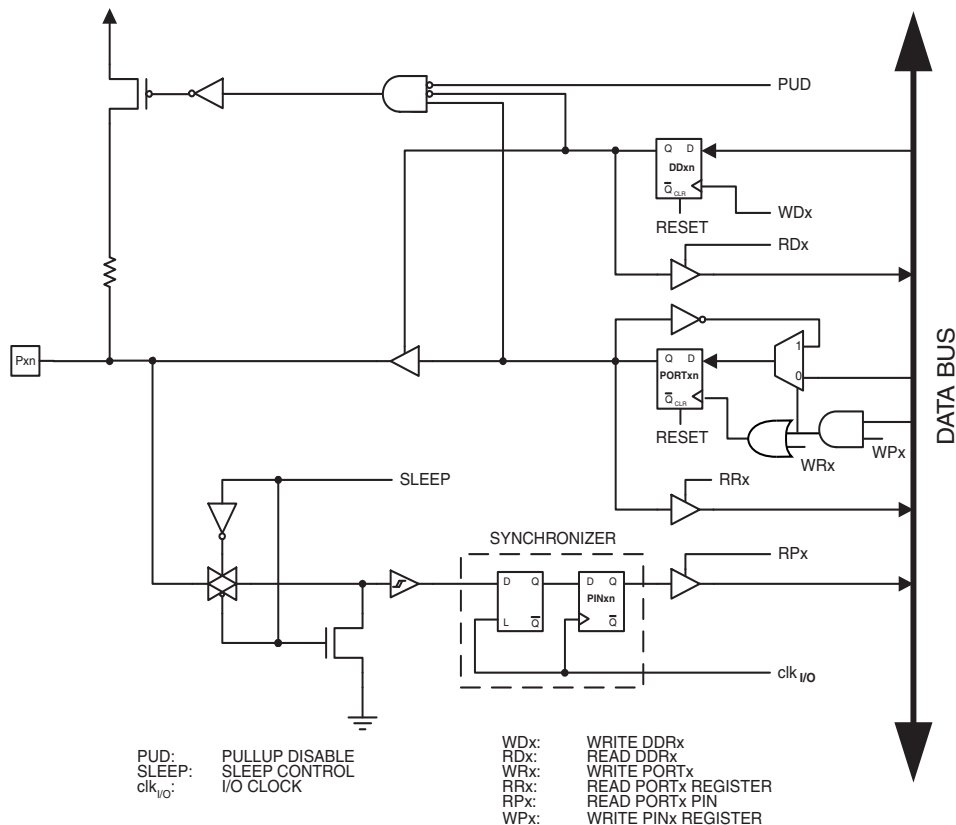 PUD
Q D
DDxn
Q CLR
WDx
RESET
RDx
Pxn
1
Q D
PORTxn
0
Q CLR
RESET
WRx
WPx
DATA BUS
SLEEP
RRx
SYNCHRONIZER
RPx
D Q
D Q
PINxn
L Q
Q
clk I/O
PUD: PULLUP DISABLE
SLEEP: SLEEP CONTROL
clkI/O: I/O CLOCK
WDx: WRITE DDRx
RDx: READ DDRx
WRx: WRITE PORTx
RRx: READ PORTx REGISTER
RPx: READ PORTx PIN
WPx: WRITE PINx REGISTER